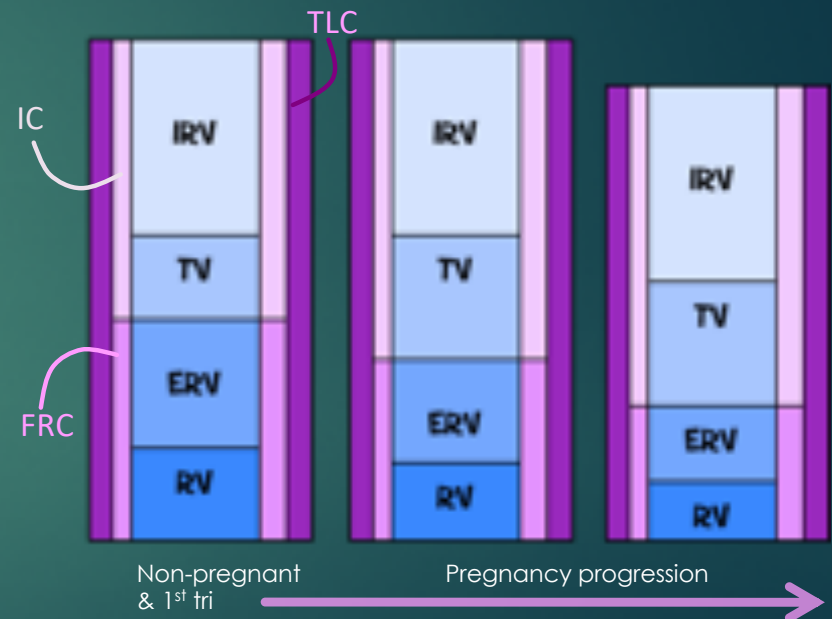 TLC
IC
FRC
IRV
TV
ERV
RV
IRV
TV
ERV
RV
IRV
TV
ERV
RV
Non-pregnant
& 1st tri
Pregnancy progression